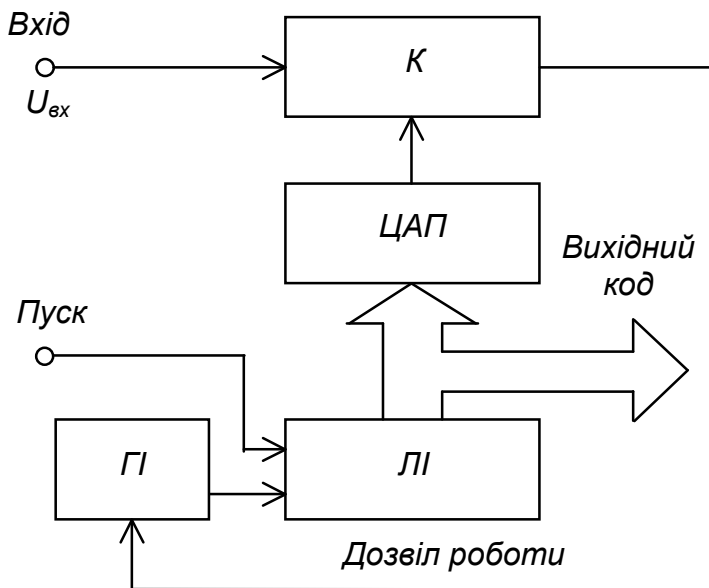 Вхід
К
Uвх
ЦАП
Вихідний
код
Пуск
ГІ
ЛІ
Дозвіл роботи